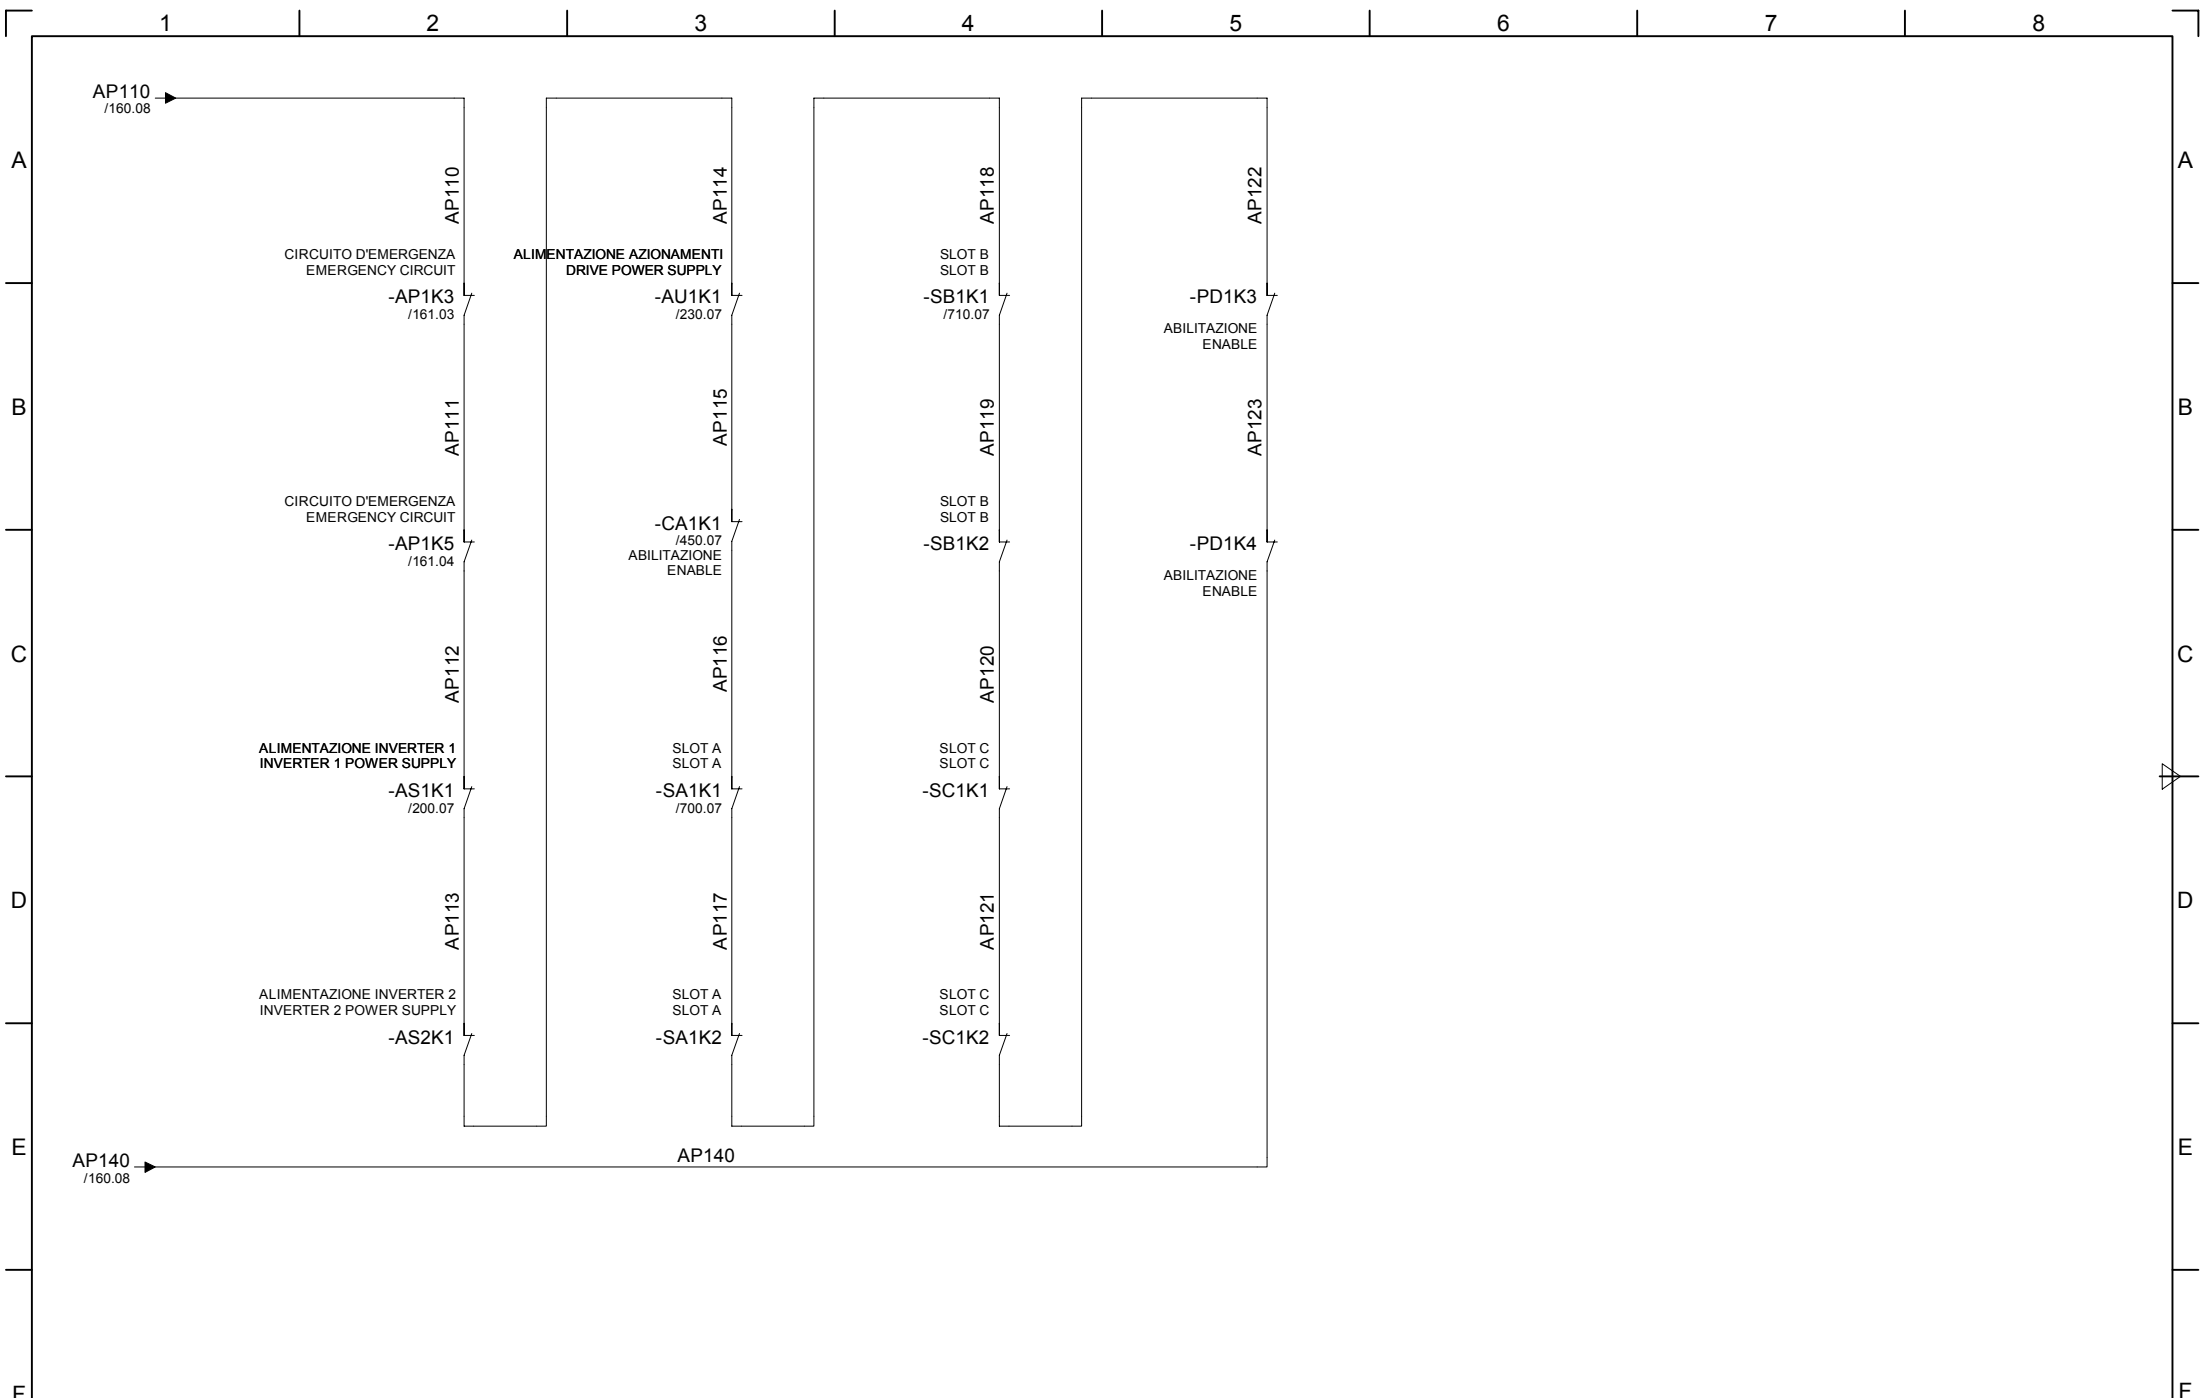 1 2 3 4 5 6 7 8
AP110
/160.08
A A
AP110 AP114 AP118 AP122
CIRCUITO D'EMERGENZA
EMERGENCY CIRCUIT
-AP1K3
/161.03
ALIMENTAZIONE AZIONAMENTI
DRIVE POWER SUPPLY
-AU1K1
/230.07
SLOT B
SLOT B
-SB1K1
/710.07
-PD1K3
ABILITAZIONE
ENABLE
B B
AP111 AP115 AP119 AP123
CIRCUITO D'EMERGENZA
EMERGENCY CIRCUIT
-AP1K5
/161.04
-CA1K1
/450.07
ABILITAZIONE
ENABLE
SLOT B
SLOT B
-SB1K2
-PD1K4
ABILITAZIONE
ENABLE
C C
AP112 AP116 AP120
ALIMENTAZIONE INVERTER 1
INVERTER 1 POWER SUPPLY
-AS1K1
/200.07
SLOT A
SLOT A
-SA1K1
/700.07
SLOT C
SLOT C
-SC1K1
D D
AP113 AP117 AP121
ALIMENTAZIONE INVERTER 2
INVERTER 2 POWER SUPPLY
-AS2K1
SLOT A
SLOT A
-SA1K2
SLOT C
SLOT C
-SC1K2
E E
AP140
/160.08
AP140
F F